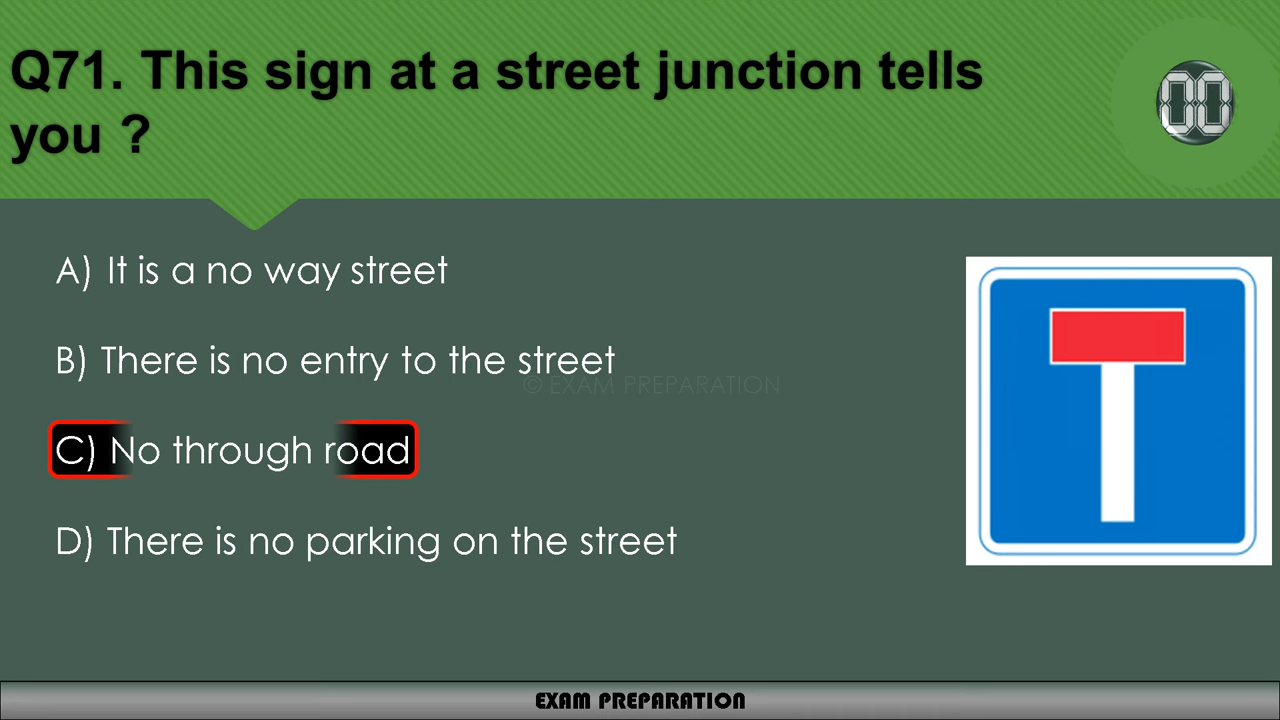 Q71. This sign at a street junction tells
you ?
00
A) It is a no way street
B) There is no entry to the street
© EXAM PREPARATION
C) No through road
D) There is no parking on the street
EXAM PREPARATION